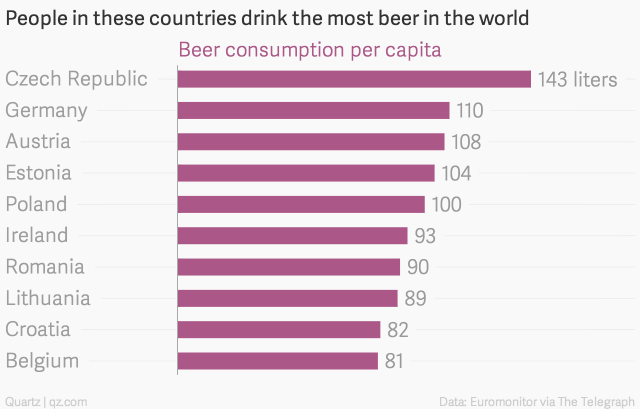 People in these countries drink the most beer in the world
Beer consumption per capita
Czech Republic 143 liters
Germany 110
Austria 108
Estonia 104
Poland 100
Ireland 93
Romania 90
Lithuania 89
Croatia 82
Belgium 81
Quartz | qz.com Data: Euromonitor via The Telegraph